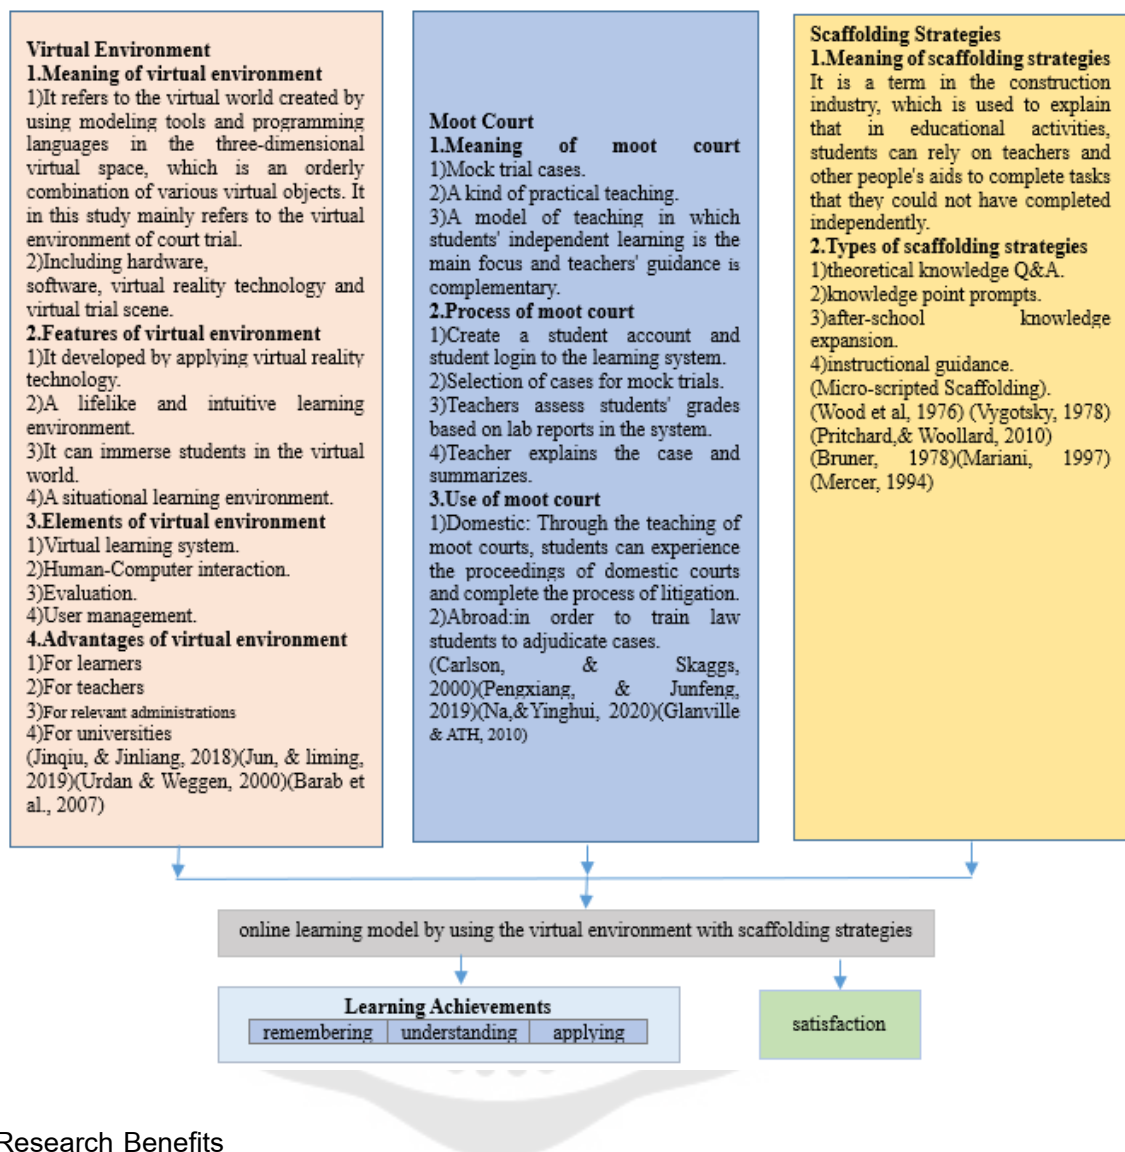 Virtual Environment
1.Meaning of virtual environment
1)It refers to the virtual world created by
using modeling tools and programming
languages in the three-dimensional
virtual space, which is an orderly
combination of various virtual objects. It
in this study mainly refers to the virtual
environment of court trial.
2)Including hardware,
software, virtual reality technology and
virtual trial scene.
2.Features of virtual environment
1)It developed by applying virtual reality
technology.
2)A lifelike and intuitive learning
environment.
3)It can immerse students in the virtual
world.
4)A situational learning environment.
3.Elements of virtual environment
1)Virtual learning system.
2)Human-Computer interaction.
3)Evaluation.
4)User management.
4.Advantages of virtual environment
1)For learners
2)For teachers
3)For relevant administrations
4)For universities
(Jinqiu, & Jinliang, 2018)(Jun, & liming,
2019)(Urdan & Weggen, 2000)(Barab et
al., 2007)
Moot Court
1.Meaning of moot court
1)Mock trial cases.
2)A kind of practical teaching.
3)A model of teaching in which
students' independent learning is the
main focus and teachers' guidance is
complementary.
2.Process of moot court
1)Create a student account and
student login to the learning system.
2)Selection of cases for mock trials.
3)Teachers assess students' grades
based on lab reports in the system.
4)Teacher explains the case and
summarizes.
3.Use of moot court
1)Domestic: Through the teaching of
moot courts, students can experience
the proceedings of domestic courts
and complete the process of litigation.
2)Abroad:in order to train law
students to adjudicate cases.
(Carlson, & Skaggs,
2000)(Pengxiang, & Junfeng,
2019)(Na,&Yinghui, 2020)(Glanville
& ATH, 2010)
Scaffolding Strategies
1.Meaning of scaffolding strategies
It is a term in the construction
industry, which is used to explain
that in educational activities,
students can rely on teachers and
other people's aids to complete tasks
that they could not have completed
independently.
2.Types of scaffolding strategies
1)theoretical knowledge Q&A.
2)knowledge point prompts.
3)after-school knowledge
expansion.
4)instructional guidance.
(Micro-scripted Scaffolding).
(Wood et al, 1976) (Vygotsky, 1978)
(Pritchard,& Woollard, 2010)
(Bruner, 1978)(Mariani, 1997)
(Mercer, 1994)
online learning model by using the virtual environment with scaffolding strategies
Learning Achievements
remembering understanding applying
satisfaction
Research Benefits